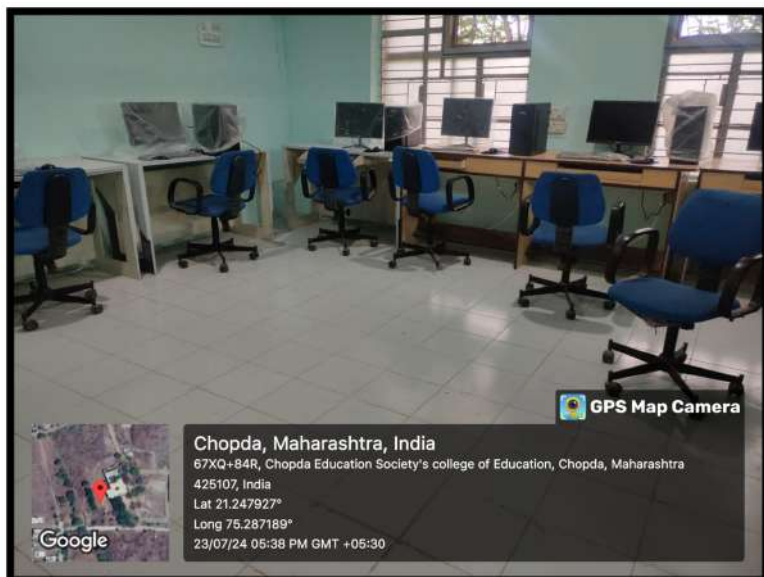 GPS Map Camera
Chopda, Maharashtra, India
67XQ+84R, Chopda Education Society's college of Education, Chopda, Maharashtra
425107, India
Lat 21.247927°
Long 75.287189°
23/07/24 05:38 PM GMT +05:30
Google